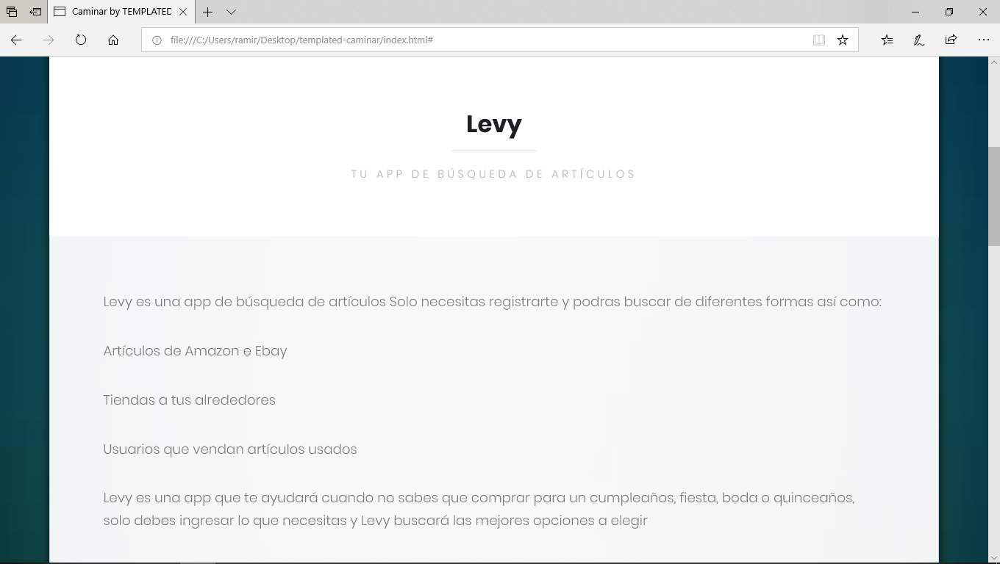 Caminar by TEMPLATED
file:///C:/Users/ramir/Desktop/templated-caminar/index.html#
Levy
TU APP DE BÚSQUEDA DE ARTÍCULOS
Levy es una app de búsqueda de artículos Solo necesitas registrarte y podras buscar de diferentes formas así como:
Artículos de Amazon e Ebay
Tiendas a tus alrededores
Usuarios que vendan artículos usados
Levy es una app que te ayudará cuando no sabes que comprar para un cumpleaños, fiesta, boda o quinceaños,
solo debes ingresar lo que necesitas y Levy buscará las mejores opciones a elegir